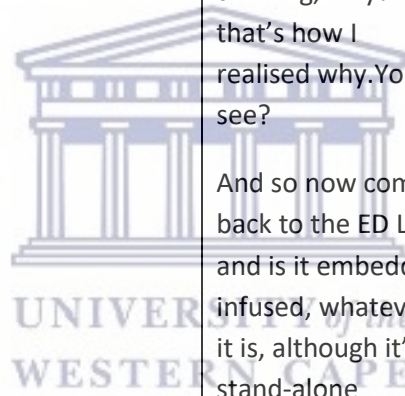 that's how I
realised why.You
see?
And so now com
back to the ED L
and is it embedd
infused, whatev
it is, although it'
stand-alone
UNIVERSITY of the
WESTERN CAPE